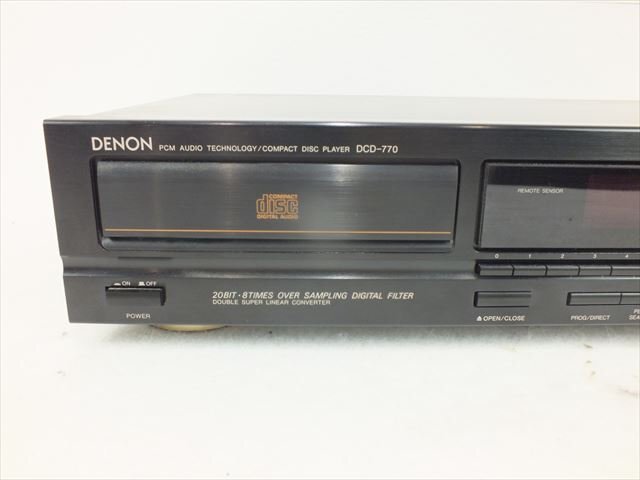 DENON PCM AUDIO TECHNOLOGY/COMPACT DISC PLAYER DCD-770
COMPACT
disc
DIGITAL AUDIO
REMOTE SENSOR
0 1 2 3 4
ON OFF
POWER
20BIT·8TIMES OVER SAMPLING DIGITAL FILTER
DOUBLE SUPER LINEAR CONVERTER
OPEN/CLOSE
PROG/DIRECT